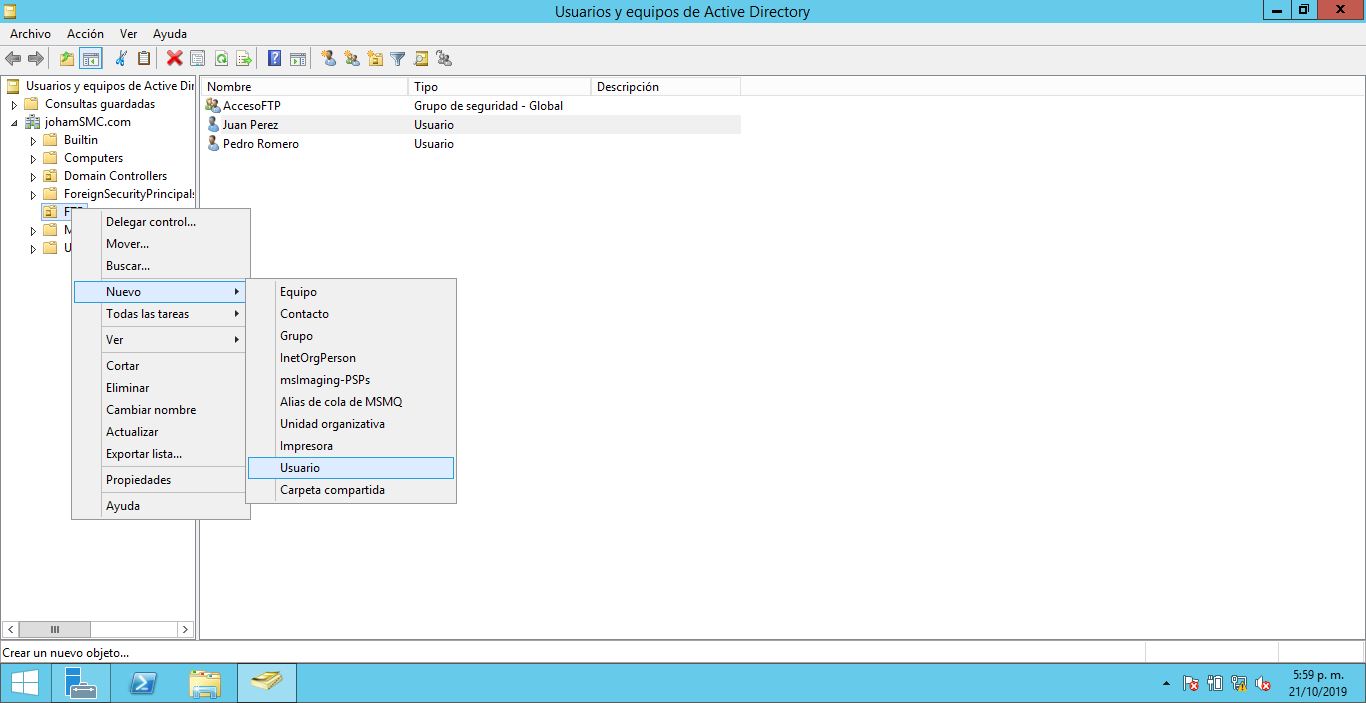 Usuarios y equipos de Active Directory
Archivo Acción Ver Ayuda
Usuarios y equipos de Active Dir
Consultas guardadas
johamSMC.com
Builtin
Computers
Domain Controllers
ForeignSecurityPrincipals
M
U
Nombre Tipo Descripción
AccesoFTP Grupo de seguridad - Global
Juan Perez Usuario
Pedro Romero Usuario
Delegar control...
Mover...
Buscar...
Nuevo
Todas las tareas
Ver
Cortar
Eliminar
Cambiar nombre
Actualizar
Exportar lista...
Propiedades
Ayuda
Equipo
Contacto
Grupo
InetOrgPerson
msImaging-PSPs
Alias de cola de MSMQ
Unidad organizativa
Impresora
Usuario
Carpeta compartida
Crear un nuevo objeto...
5:59 p. m.
21/10/2019